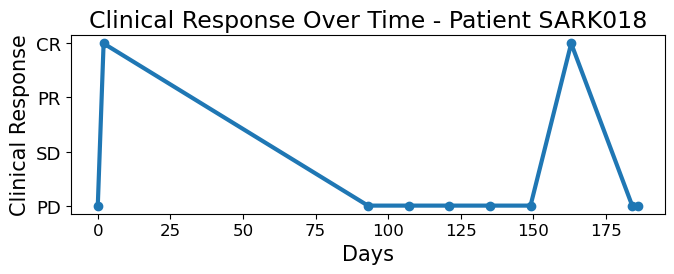 Clinical Response Over Time - Patient SARK018
Clinical Response
CR
PR
SD
PD
0 25 50 75 100 125 150 175
Days